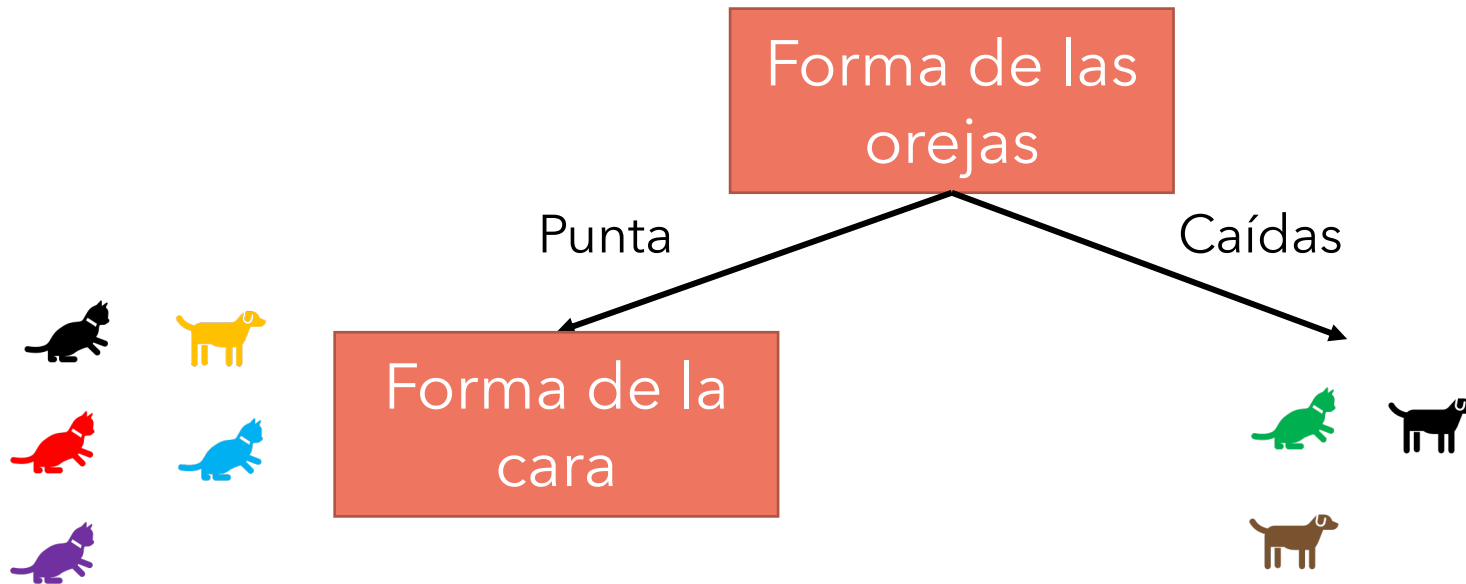 Forma de las
orejas
Punta
Caídas
Forma de la
cara